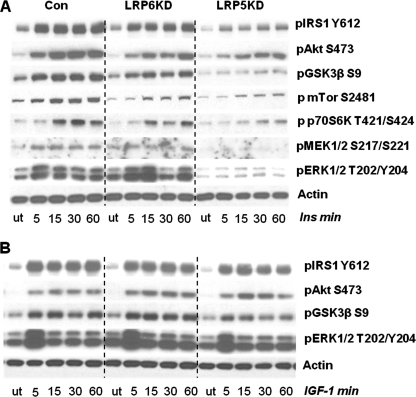 A
Con LRP6KD LRP5KD
pIRS1 Y612
pAkt S473
pGSK3β S9
p mTor S2481
p p70S6K T421/S424
pMEK1/2 S217/S221
pERK1/2 T202/Y204
Actin
ut 5 15 30 60 ut 5 15 30 60 ut 5 15 30 60 Ins min
B
pIRS1 Y612
pAkt S473
pGSK3β S9
pERK1/2 T202/Y204
Actin
ut 5 15 30 60 ut 5 15 30 60 ut 5 15 30 60 IGF-1 min